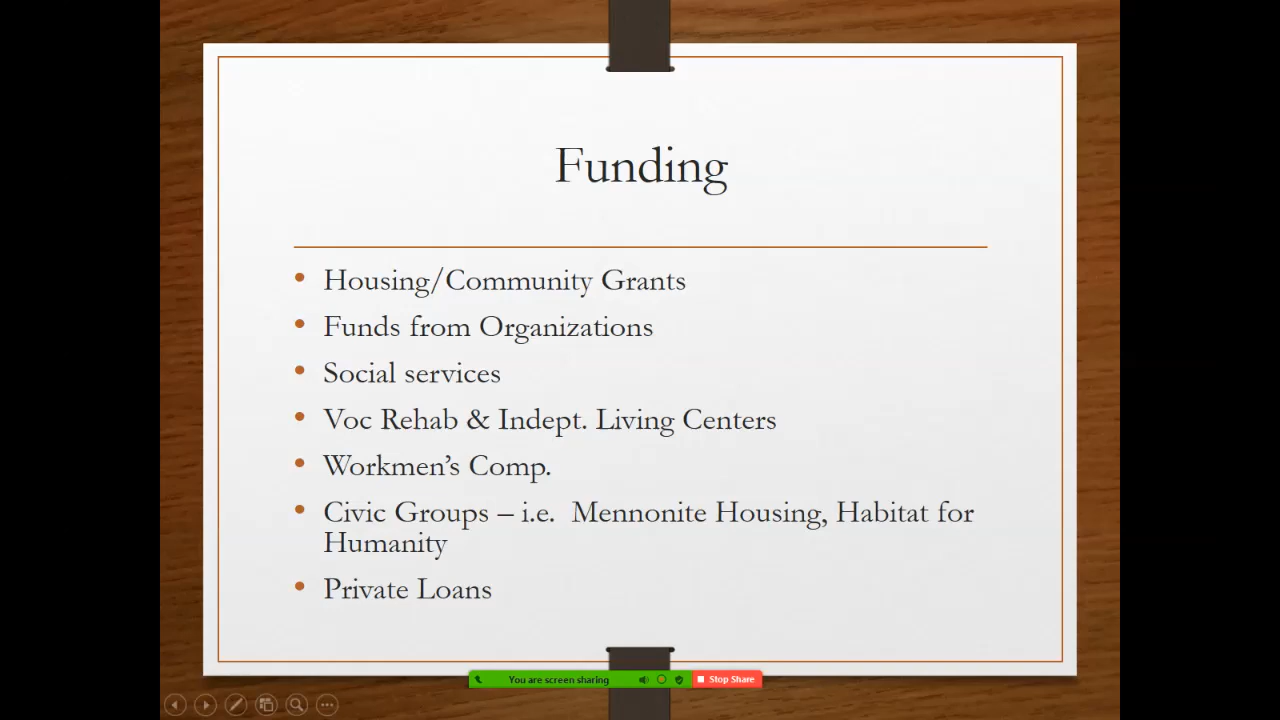 Funding
• Housing/Community Grants
• Funds from Organizations
• Social services
• Voc Rehab & Indept. Living Centers
• Workmen’s Comp.
• Civic Groups – i.e.  Mennonite Housing, Habitat for
Humanity
• Private Loans
You are screen sharing
Stop Share